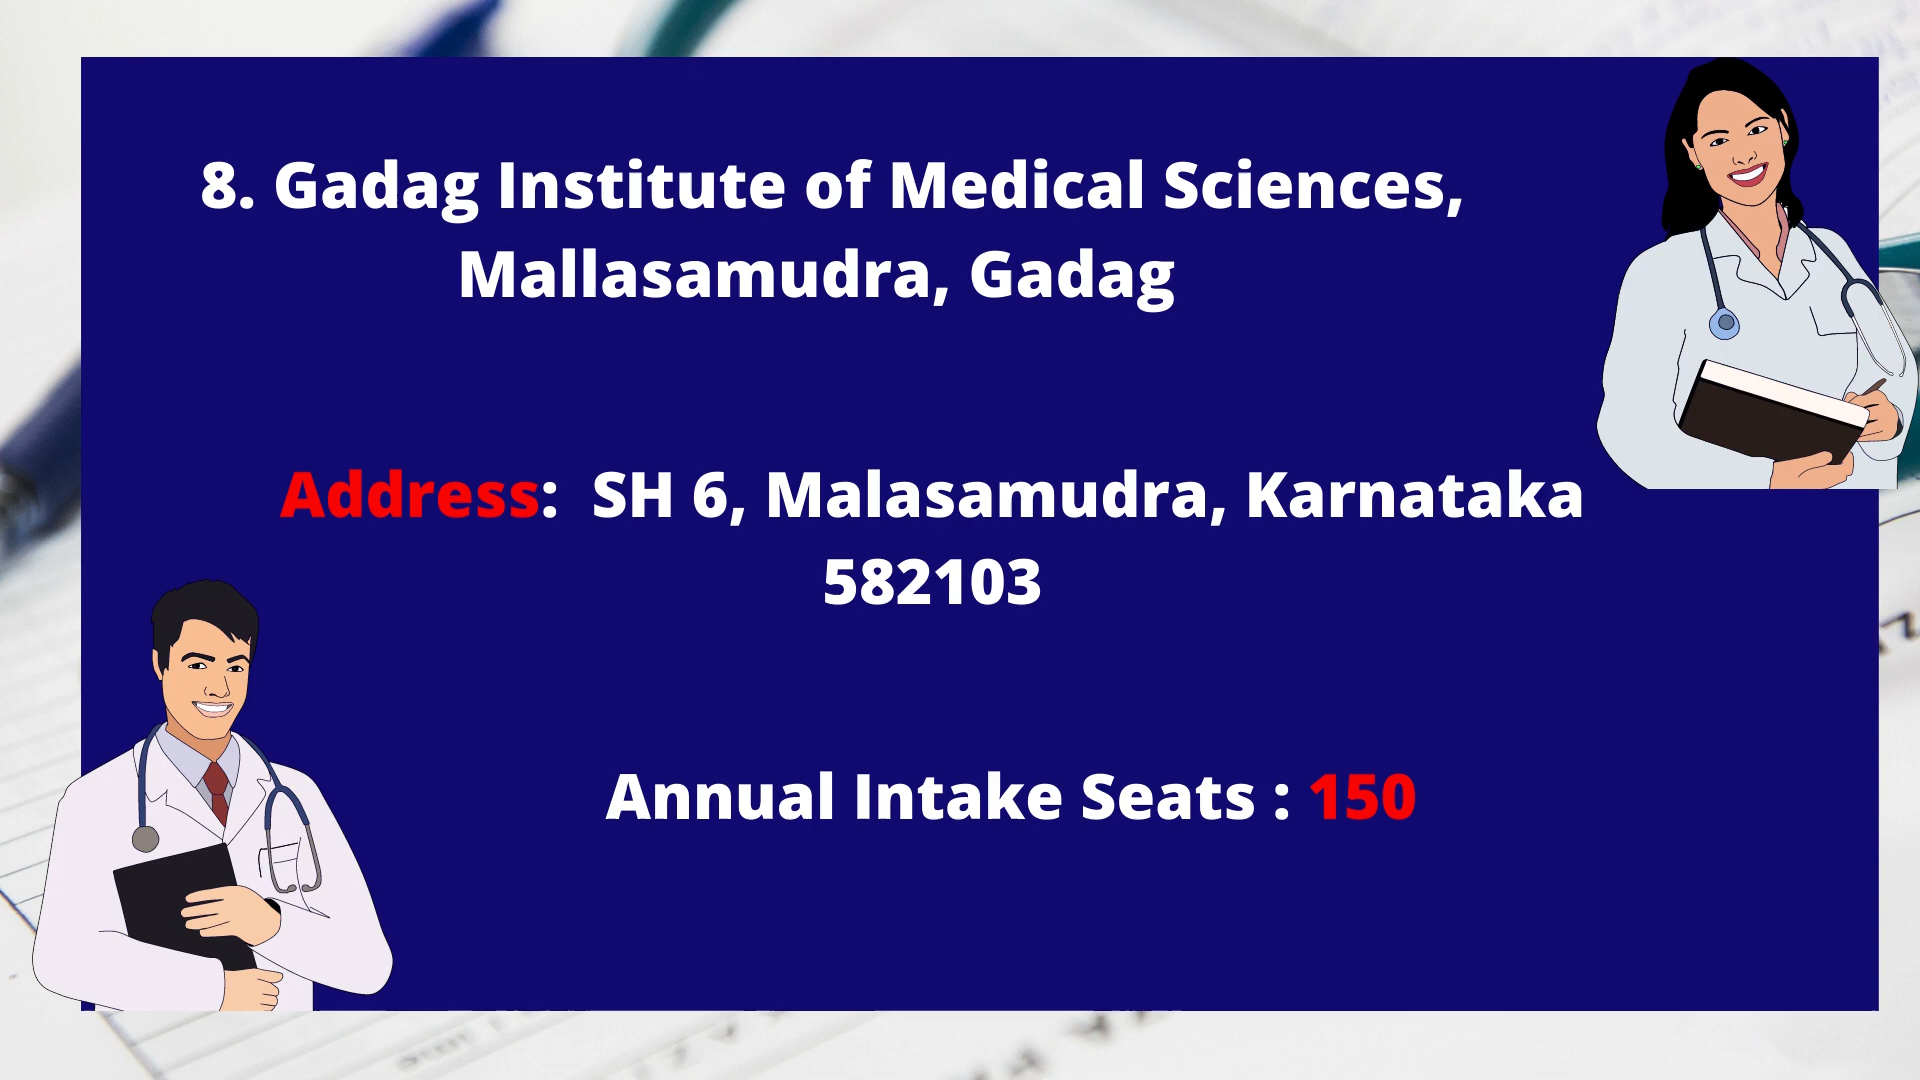 8. Gadag Institute of Medical Sciences,
Mallasamudra, Gadag
Address:  SH 6, Malasamudra, Karnataka
582103
Annual Intake Seats : 150